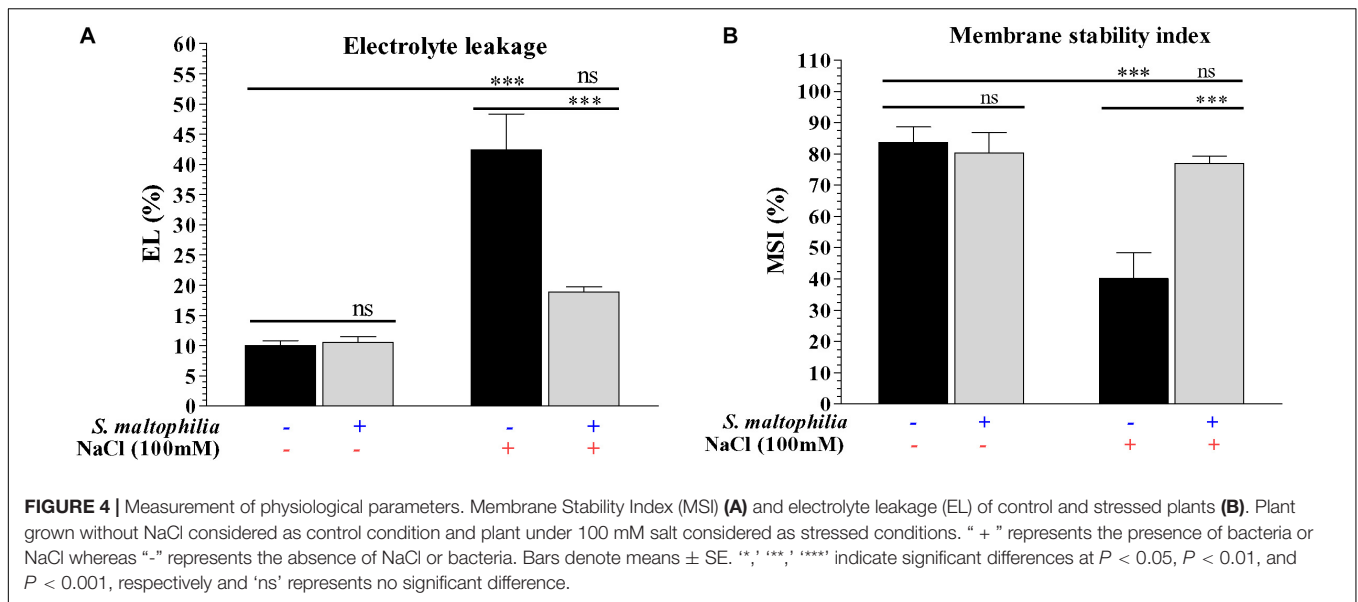 A
Electrolyte leakage
60
55
50
45
40
35
30
25
20
15
10
5
0
EL (%)
*** ns
***
ns
S. maltophilia - + - +
NaCl (100mM) - - + +
B
Membrane stability index
110
100
90
80
70
60
50
40
30
20
10
0
MSI (%)
*** ns
ns ***
- + - +
- - + +
FIGURE 4 | Measurement of physiological parameters. Membrane Stability Index (MSI) (A) and electrolyte leakage (EL) of control and stressed plants (B). Plant
grown without NaCl considered as control condition and plant under 100 mM salt considered as stressed conditions. “ + ” represents the presence of bacteria or
NaCl whereas “-” represents the absence of NaCl or bacteria. Bars denote means ± SE. ‘*,’ ‘**,’ ‘***’ indicate significant differences at P < 0.05, P < 0.01, and
P < 0.001, respectively and ‘ns’ represents no significant difference.